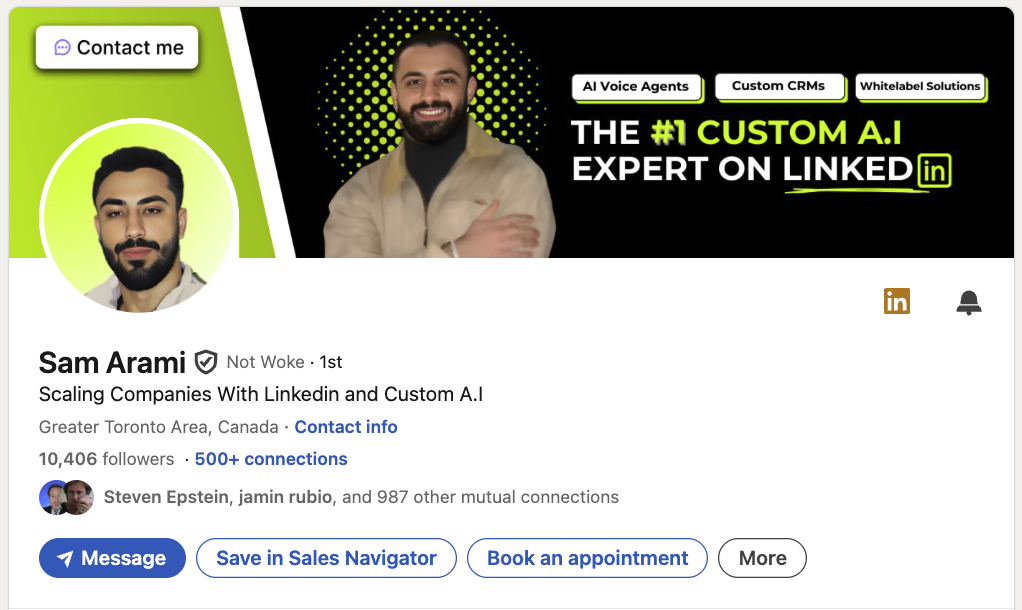 Contact me
AI Voice Agents
Custom CRMs
Whitelabel Solutions
THE #1 CUSTOM A.I
EXPERT ON LINKED in
in
Sam Arami Not Woke · 1st
Scaling Companies With Linkedin and Custom A.I
Greater Toronto Area, Canada · Contact info
10,406 followers · 500+ connections
Steven Epstein, jamin rubio, and 987 other mutual connections
Message
Save in Sales Navigator
Book an appointment
More